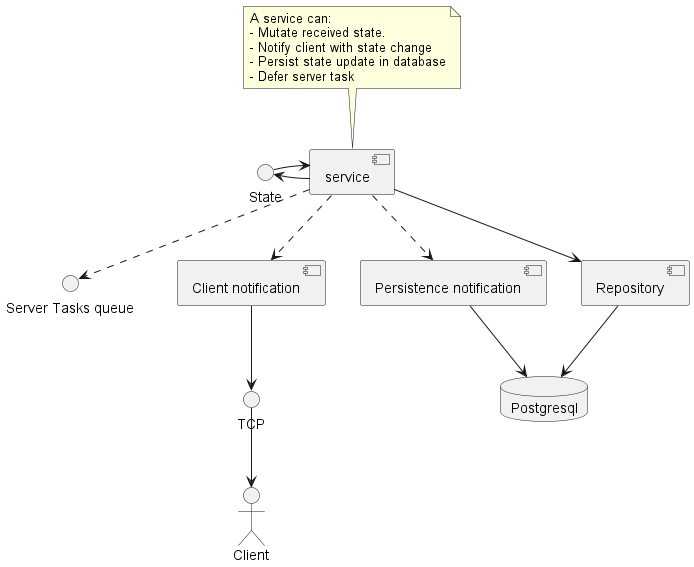 A service can:
- Mutate received state.
- Notify client with state change
- Persist state update in database
- Defer server task
service
State
Server Tasks queue
Client notification
Persistence notification
Repository
TCP
Postgresql
Client